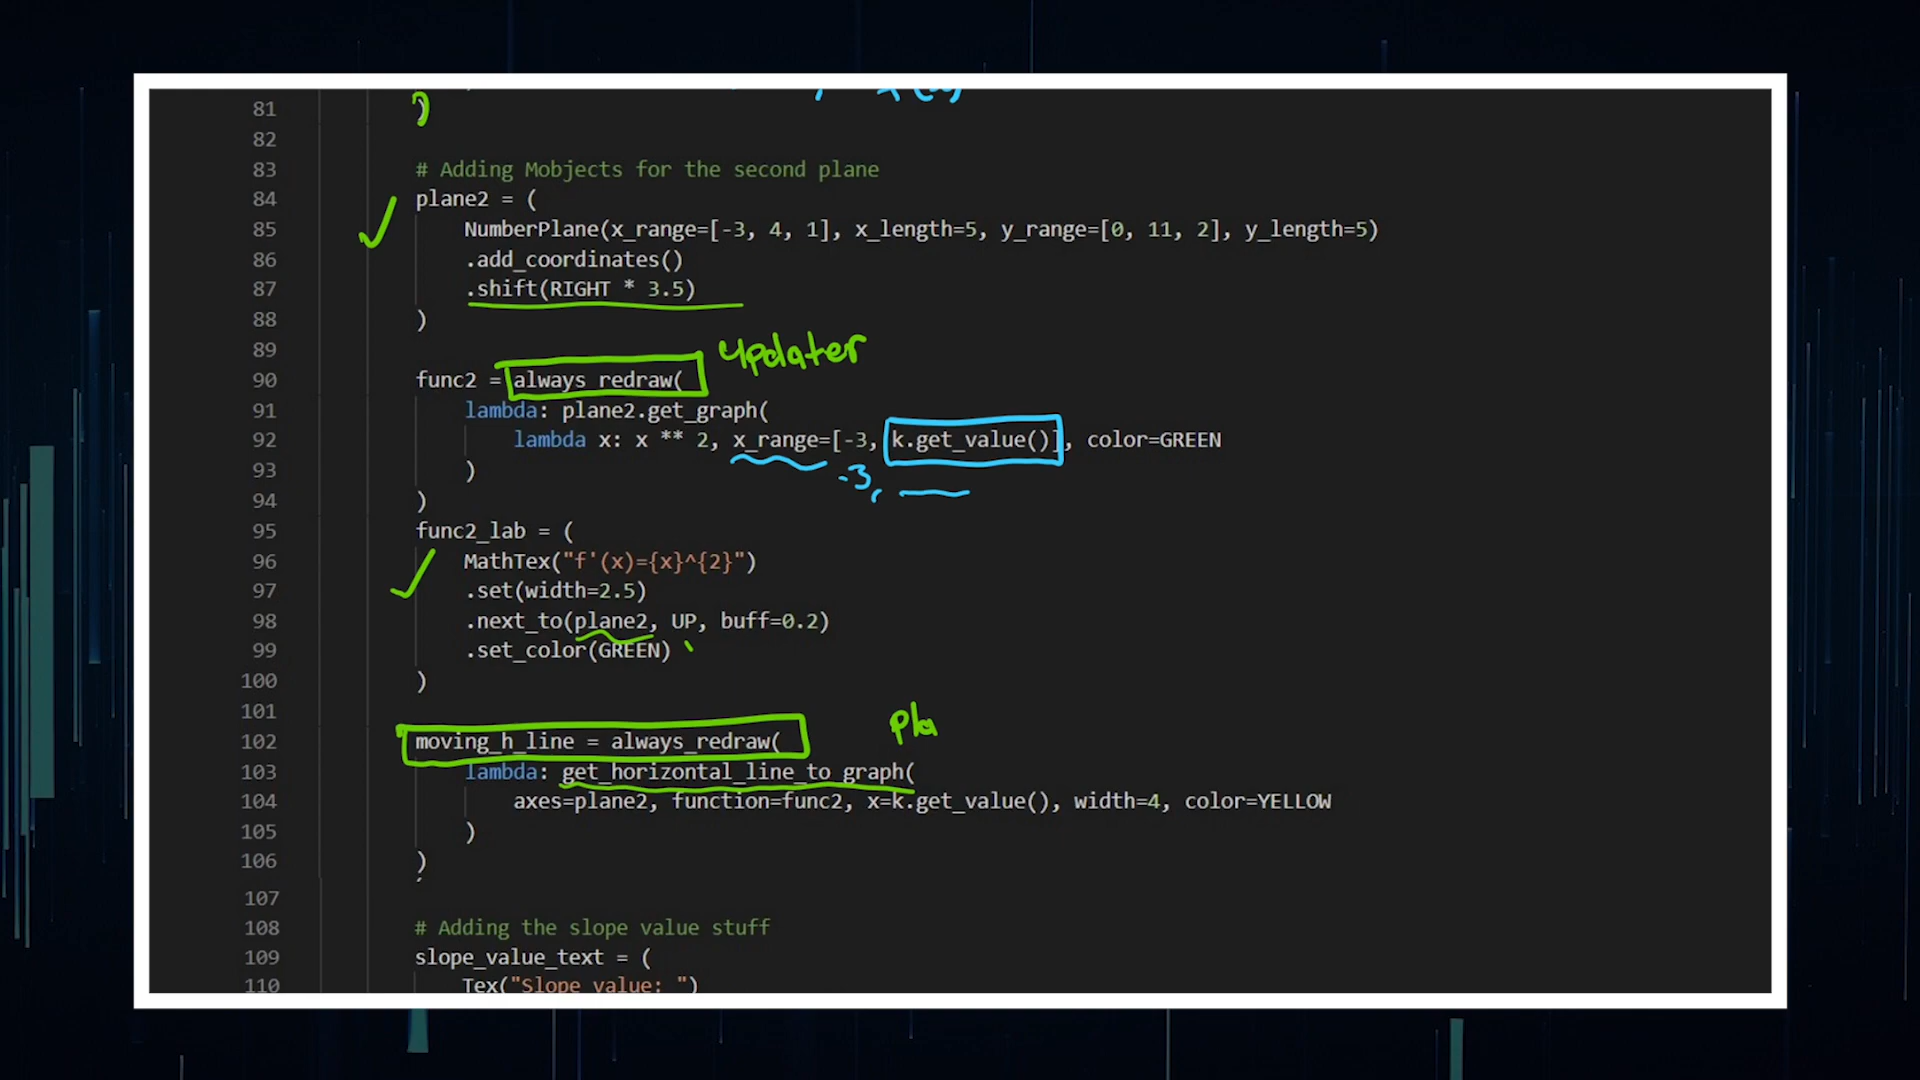 81 )
82
83 # Adding Mobjects for the second plane
84 plane2 = (
85 NumberPlane(x_range=[-3, 4, 1], x_length=5, y_range=[0, 11, 2], y_length=5)
86 .add_coordinates()
87 .shift(RIGHT * 3.5)
88 )
89
updater
90 func2 = always_redraw(
91 lambda: plane2.get_graph(
92 lambda x: x ** 2, x_range=[-3, k.get_value()], color=GREEN
-3,
93 )
94 )
95 func2_lab = (
96 MathTex("f'(x)={x}^{2}")
97 .set(width=2.5)
98 .next_to(plane2, UP, buff=0.2)
99 .set_color(GREEN)
100 )
101
pla
102 moving_h_line = always_redraw(
103 lambda: get_horizontal_line_to_graph(
104 axes=plane2, function=func2, x=k.get_value(), width=4, color=YELLOW
105 )
106 )
107
108 # Adding the slope value stuff
109 slope_value_text = (
110 Tex("Slope value: ")